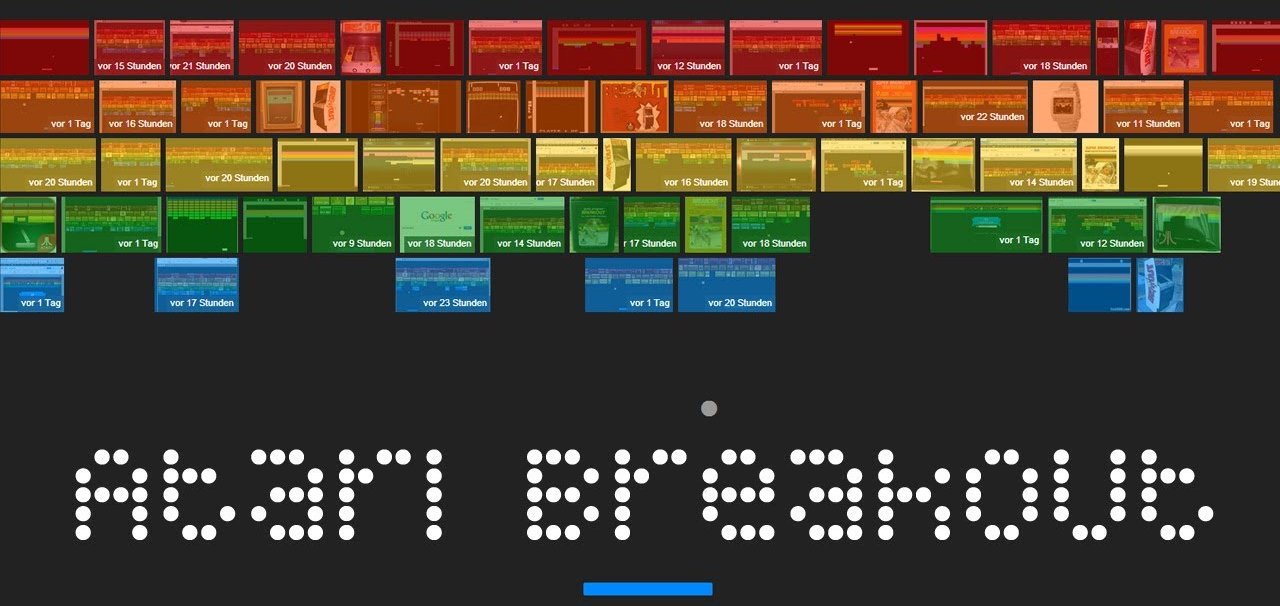 vor 15 Stunden vor 21 Stunden vor 20 Stunden vor 1 Tag vor 12 Stunden vor 1 Tag vor 18 Stunden
vor 1 Tag vor 16 Stunden vor 1 Tag BREAKOUT vor 18 Stunden vor 1 Tag vor 22 Stunden vor 11 Stunden vor 1 Tag
vor 20 Stunden vor 1 Tag vor 20 Stunden vor 20 Stunden or 17 Stunden vor 16 Stunden vor 1 Tag vor 14 Stunden vor 19 Stun
vor 1 Tag vor 9 Stunden Google vor 18 Stunden vor 14 Stunden r 17 Stunden vor 18 Stunden vor 1 Tag vor 12 Stunden
vor 1 Tag vor 17 Stunden vor 23 Stunden vor 1 Tag vor 20 Stunden
Atari Breakout